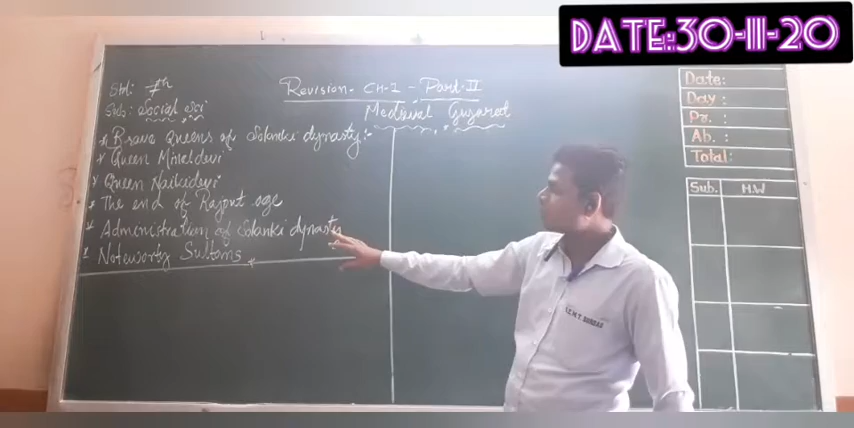 DATE:30-11-20
Std: 7th
Sub: Social Sci
Revision- CH-1 - Part-II
Medival Gujarat
* Brave Queens of Solanki dynasty:-
* Queen Minaldevi
* Queen Naikidevi
* The end of Rajput age
* Administration of Solanki dynasty
* Noteworthy Sultans
Date:
Day:
Pr.:
Ab.:
Total:
Sub. H.W